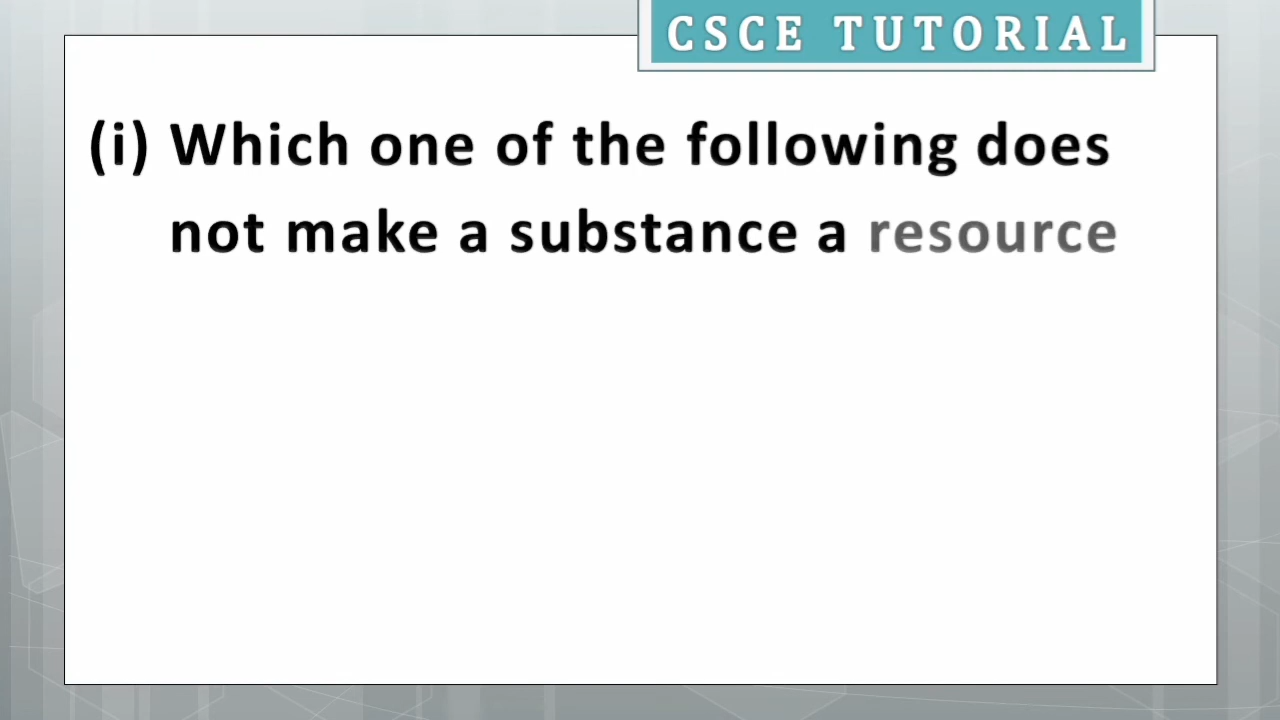 CSCE TUTORIAL
(i) Which one of the following does
not make a substance a resource